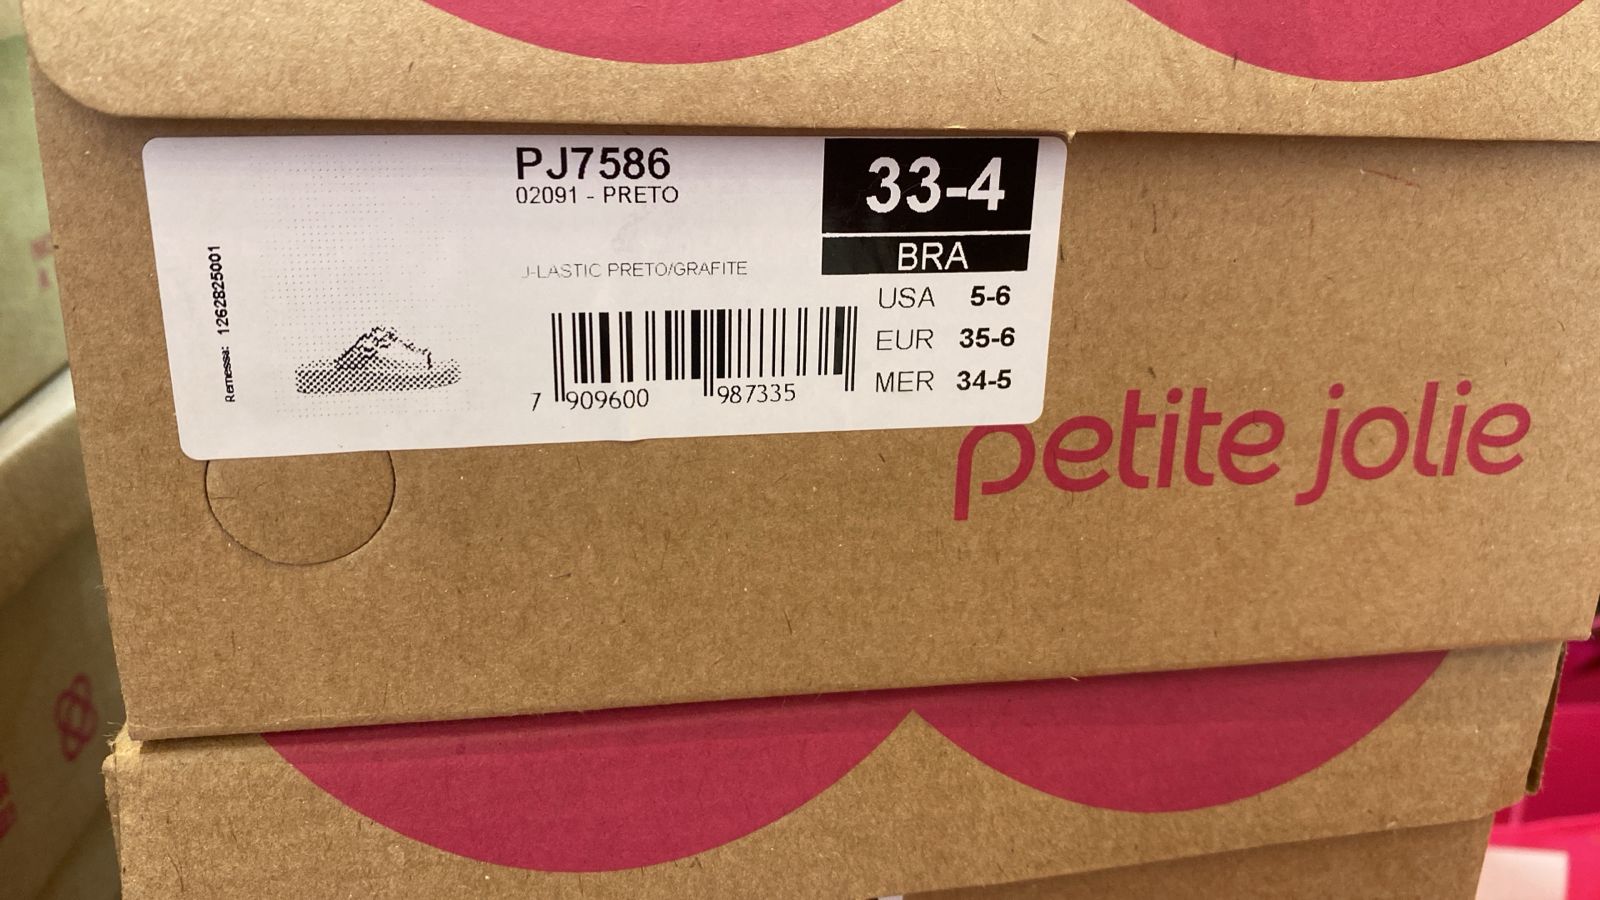 PJ7586
02091 - PRETO
33-4
BRA
Remessa: 1262825001
J-LASTIC PRETO/GRAFITE
USA 5-6
EUR 35-6
MER 34-5
7 909600 987335
petite jolie